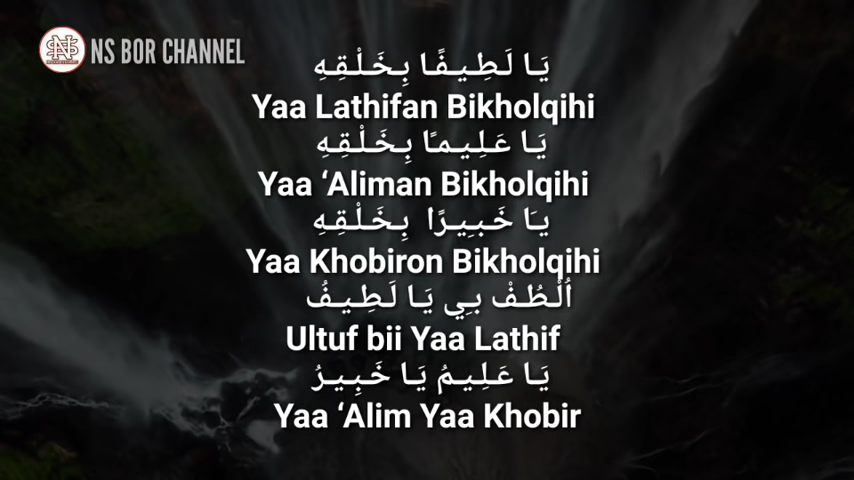 NS BOR CHANNEL
يَا لَطِيفًا بِخَلْقِهِ
Yaa Lathifan Bikholqihi
يَا عَلِيمًا بِخَلْقِهِ
Yaa ‘Aliman Bikholqihi
يَا خَبِيرًا بِخَلْقِهِ
Yaa Khobiron Bikholqihi
اُلْطُفْ بِي يَا لَطِيفُ
Ultuf bii Yaa Lathif
يَا عَلِيمُ يَا خَبِيرُ
Yaa ‘Alim Yaa Khobir